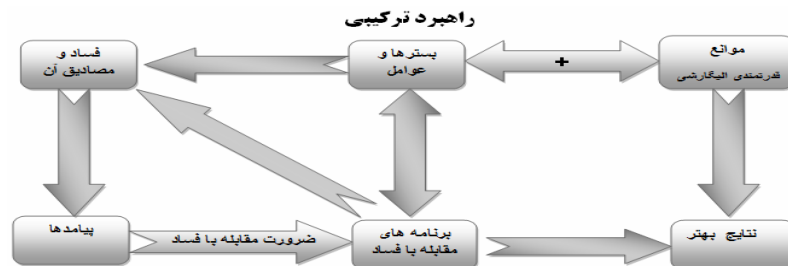 راهبرد ترکیبی
موانع
قدرتمندی الیگارشی
+
بسترها و
عوامل
فساد و
مصادیق آن
نتایج بهتر
برنامه های
مقابله با فساد
ضرورت مقابله با فساد
پیامدها